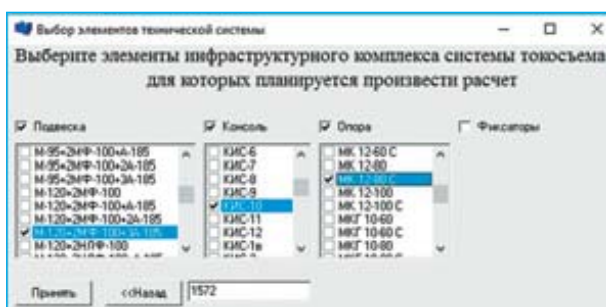 Выбор элементов технической системы
Выберите элементы инфраструктурного комплекса системы токосъема
для которых планируется произвести расчет
Подвеска
Консоль
Опора
Фиксаторы
М-95+2МФ-100+А-185
М-95+2МФ-100+2А-185
М-95+2МФ-100+3А-185
М-120+2МФ-100
М-120+2МФ-100+А-185
М-120+2МФ-100+2А-185
М-120+2МФ-100+3А-185
М-120+2НЛФ-100
КИС-6
КИС-7
КИС-8
КИС-9
КИС-10
КИС-11
КИС-12
КИС-1в
МК 12-60 С
МК 12-80
МК 12-80 С
МК 12-100
МК 12-100 С
МКГ 10-60
МКГ 10-60 С
МКГ 10-80
Принять
<<Назад
1572